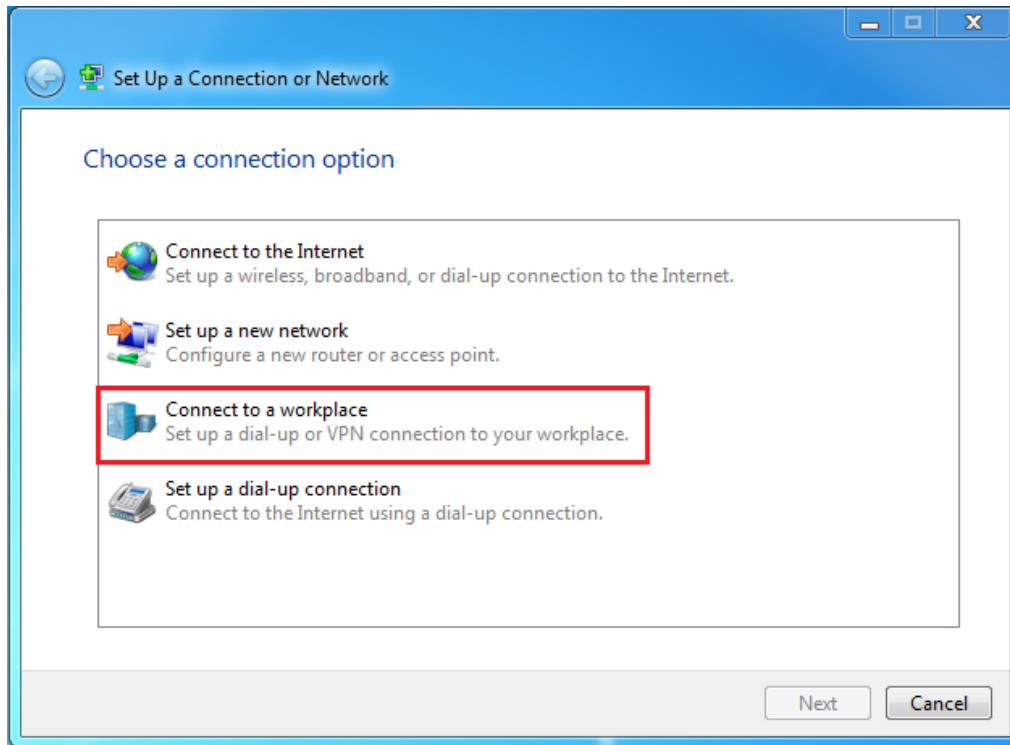 Set Up a Connection or Network
Choose a connection option
Connect to the Internet
Set up a wireless, broadband, or dial-up connection to the Internet.
Set up a new network
Configure a new router or access point.
Connect to a workplace
Set up a dial-up or VPN connection to your workplace.
Set up a dial-up connection
Connect to the Internet using a dial-up connection.
Next
Cancel